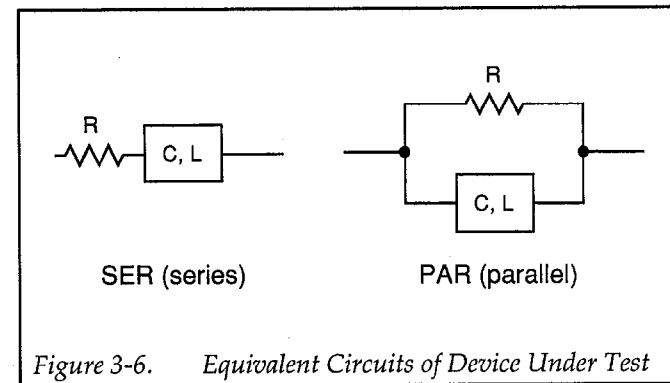 R
C, L
SER (series)
R
C, L
PAR (parallel)
Figure 3-6. Equivalent Circuits of Device Under Test